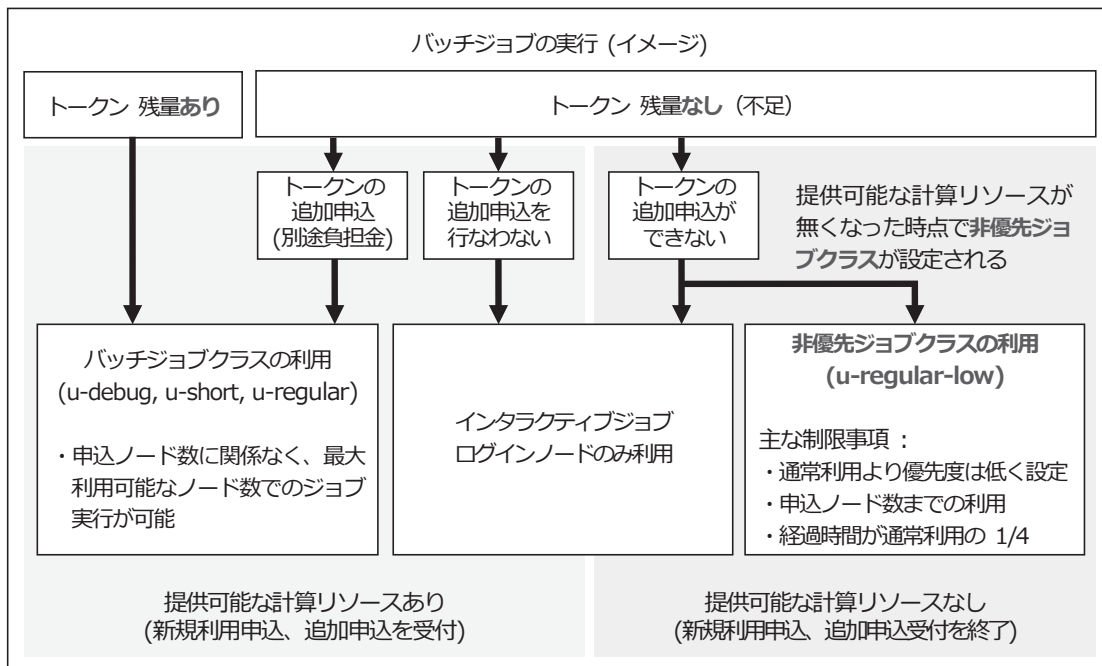 バッチジョブの実行 (イメージ)
トークン 残量あり
トークン 残量なし（不足）
トークンの
追加申込
(別途負担金)
トークンの
追加申込を
行なわない
トークンの
追加申込が
できない
提供可能な計算リソースが
無くなった時点で非優先ジョ
ブクラスが設定される
バッチジョブクラスの利用
(u-debug, u-short, u-regular)
・申込ノード数に関係なく、最大
利用可能なノード数でのジョブ
実行が可能
インタラクティブジョブ
ログインノードのみ利用
非優先ジョブクラスの利用
(u-regular-low)
主な制限事項：
・通常利用より優先度は低く設定
・申込ノード数までの利用
・経過時間が通常利用の 1/4
提供可能な計算リソースあり
(新規利用申込、追加申込を受付)
提供可能な計算リソースなし
(新規利用申込、追加申込受付を終了)